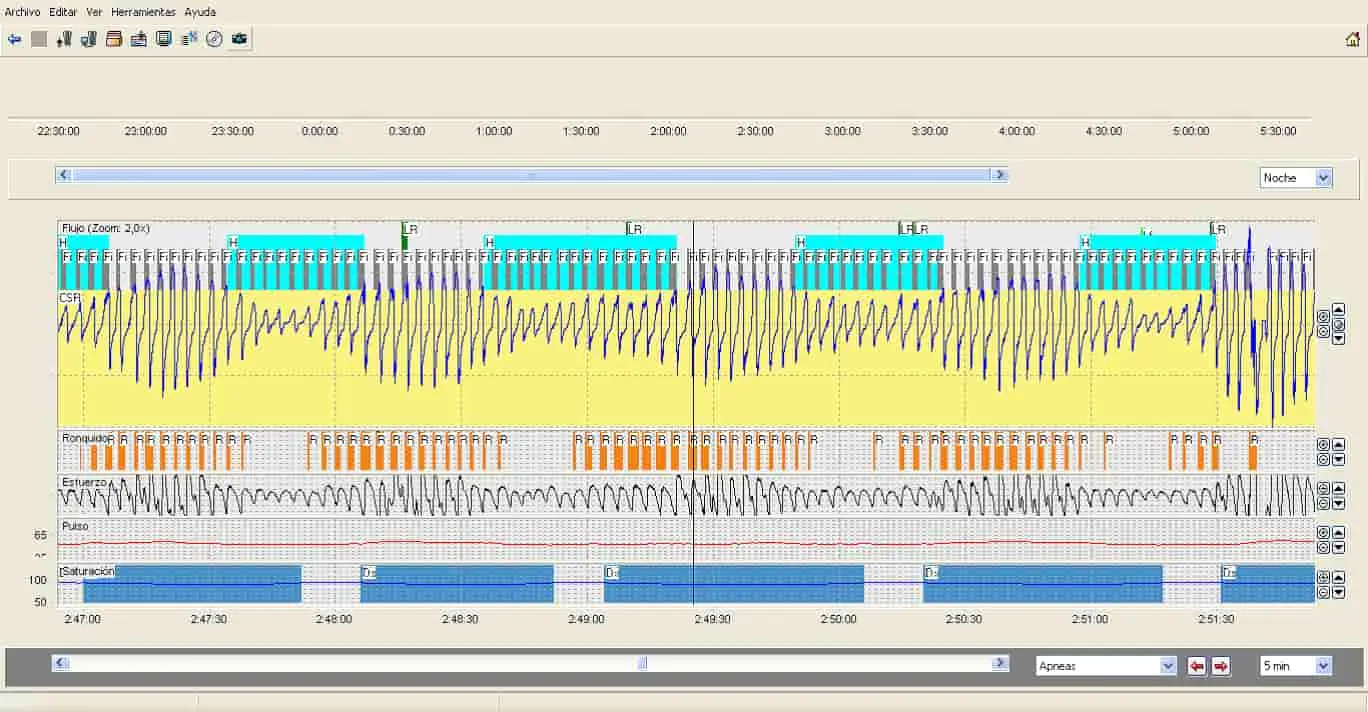 Archivo Editar Ver Herramientas Ayuda
22:30:00 23:00:00 23:30:00 0:00:00 0:30:00 1:00:00 1:30:00 2:00:00 2:30:00 3:00:00 3:30:00 4:00:00 4:30:00 5:00:00 5:30:00
Noche
Flujo (Zoom: 2,0x) LR LR LR LR LR
H H H H H
CSR
Ronquido
Esfuerzo
Pulso
65
[Saturación
100
50
2:47:00 2:47:30 2:48:00 2:48:30 2:49:00 2:49:30 2:50:00 2:50:30 2:51:00 2:51:30
Apneas 5 min